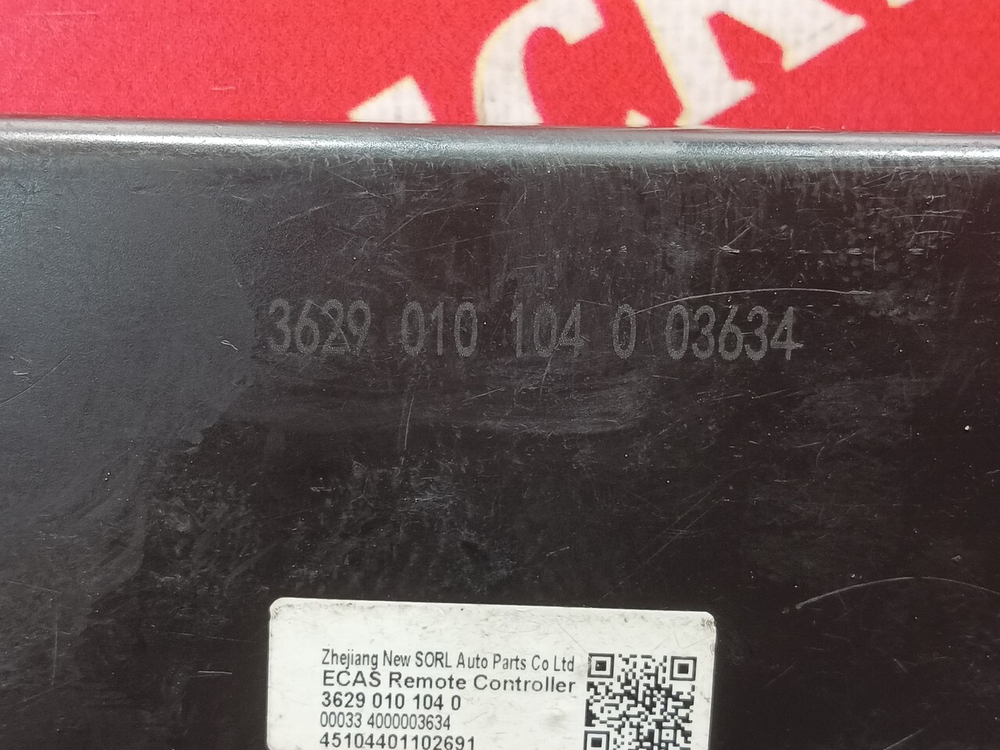 3629 010 104 0 03634
Zhejiang New SORL Auto Parts Co Ltd
ECAS Remote Controller
3629 010 104 0
00033 4000003634
45104401102691